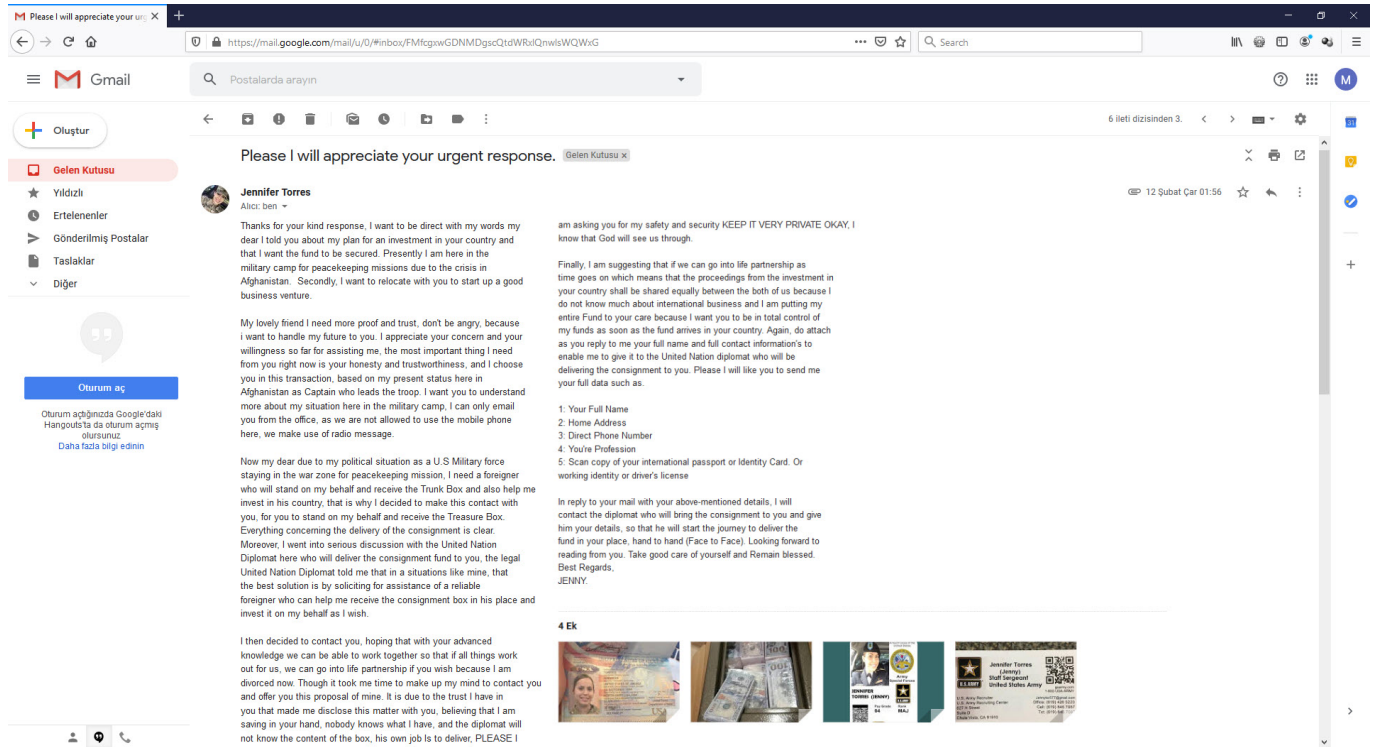 Please I will appreciate your urg
https://mail.google.com/mail/u/0/#inbox/FMfcgxwGDNMDgscQtdWRxlQnwlsWQWxG
Search
Gmail
Postalarda arayın
M
Oluştur
6 ileti dizisinden 3.
31
Gelen Kutusu
Yıldızlı
Ertelenenler
Gönderilmiş Postalar
Taslaklar
Diğer
Oturum aç
Oturum açtığınızda Google'daki
Hangouts'ta da oturum açmış
olursunuz
Daha fazla bilgi edinin
Please I will appreciate your urgent response. Gelen Kutusu x
Jennifer Torres
Alıcı: ben
12 Şubat Çar 01:56
Thanks for your kind response, I want to be direct with my words my
dear I told you about my plan for an investment in your country and
that I want the fund to be secured. Presently I am here in the
military camp for peacekeeping missions due to the crisis in
Afghanistan. Secondly, I want to relocate with you to start up a good
business venture.
My lovely friend I need more proof and trust, don't be angry, because
i want to handle my future to you. I appreciate your concern and your
willingness so far for assisting me, the most important thing I need
from you right now is your honesty and trustworthiness, and I choose
you in this transaction, based on my present status here in
Afghanistan as Captain who leads the troop. I want you to understand
more about my situation here in the military camp, I can only email
you from the office, as we are not allowed to use the mobile phone
here, we make use of radio message.
Now my dear due to my political situation as a U.S Military force
staying in the war zone for peacekeeping mission, I need a foreigner
who will stand on my behalf and receive the Trunk Box and also help me
invest in his country, that is why I decided to make this contact with
you, for you to stand on my behalf and receive the Treasure Box.
Everything concerning the delivery of the consignment is clear.
Moreover, I went into serious discussion with the United Nation
Diplomat here who will deliver the consignment fund to you, the legal
United Nation Diplomat told me that in a situations like mine, that
the best solution is by soliciting for assistance of a reliable
foreigner who can help me receive the consignment box in his place and
invest it on my behalf as I wish.
I then decided to contact you, hoping that with your advanced
knowledge we can be able to work together so that if all things work
out for us, we can go into life partnership if you wish because I am
divorced now. Though it took me time to make up my mind to contact you
and offer you this proposal of mine. It is due to the trust I have in
you that made me disclose this matter with you, believing that I am
saving in your hand, nobody knows what I have, and the diplomat will
not know the content of the box, his own job Is to deliver, PLEASE I
am asking you for my safety and security KEEP IT VERY PRIVATE OKAY, I
know that God will see us through.
Finally, I am suggesting that if we can go into life partnership as
time goes on which means that the proceedings from the investment in
your country shall be shared equally between the both of us because I
do not know much about international business and I am putting my
entire Fund to your care because I want you to be in total control of
my funds as soon as the fund arrives in your country. Again, do attach
as you reply to me your full name and full contact information's to
enable me to give it to the United Nation diplomat who will be
delivering the consignment to you. Please I will like you to send me
your full data such as.
1: Your Full Name
2: Home Address
3: Direct Phone Number
4: You're Profession
5: Scan copy of your international passport or Identity Card. Or
working identity or driver's license
In reply to your mail with your above-mentioned details, I will
contact the diplomat who will bring the consignment to you and give
him your details, so that he will start the journey to deliver the
fund in your place, hand to hand (Face to Face). Looking forward to
reading from you. Take good care of yourself and Remain blessed.
Best Regards,
JENNY.
4 Ek
Army
Special Forces
JENNIFER
TORRES (JENNY)
MAJ
U.S. ARMY
Jennifer Torres
(Jenny)
Staff Sergeant
United States Army